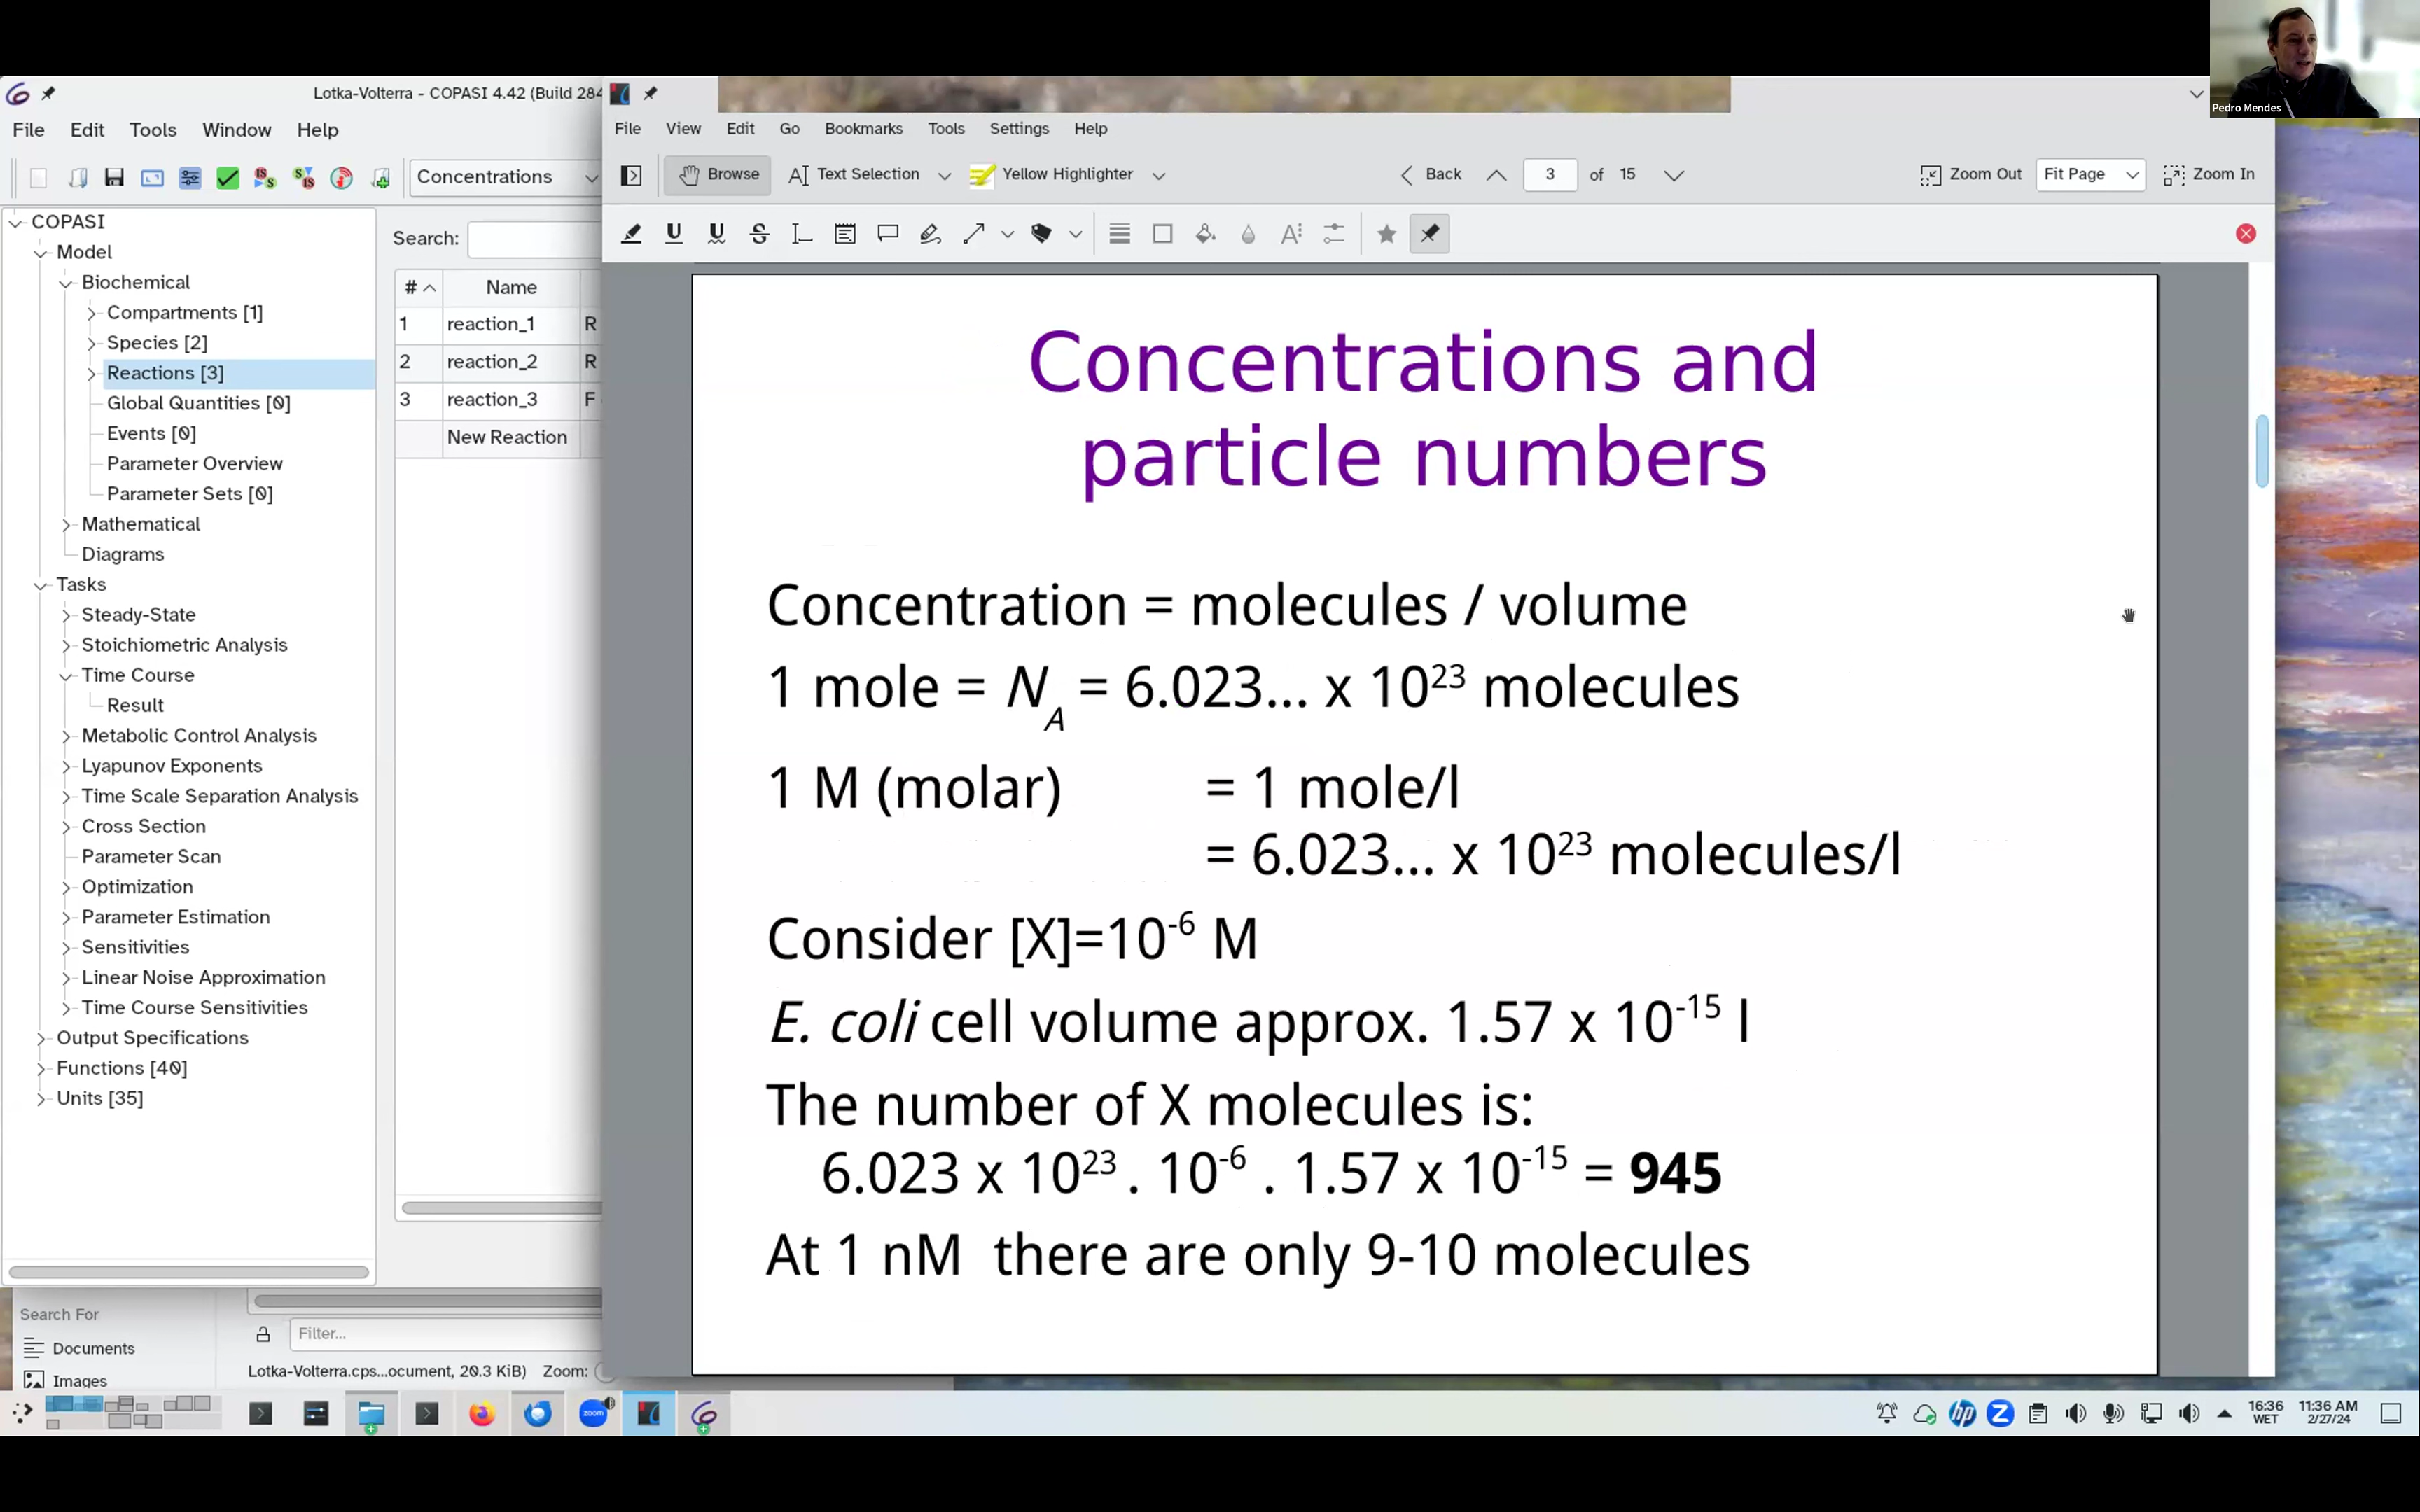 Pedro Mendes
Lotka-Volterra - COPASI 4.42 (Build 284
File Edit Tools Window Help
Concentrations
COPASI
Model
Biochemical
Compartments [1]
Species [2]
Reactions [3]
Global Quantities [0]
Events [0]
Parameter Overview
Parameter Sets [0]
Mathematical
Diagrams
Tasks
Steady-State
Stoichiometric Analysis
Time Course
Result
Metabolic Control Analysis
Lyapunov Exponents
Time Scale Separation Analysis
Cross Section
Parameter Scan
Optimization
Parameter Estimation
Sensitivities
Linear Noise Approximation
Time Course Sensitivities
Output Specifications
Functions [40]
Units [35]
Search:
# Name
1 reaction_1 R
2 reaction_2 R
3 reaction_3 F
New Reaction
Search For
Documents
Images
Filter...
Lotka-Volterra.cps...ocument, 20.3 KiB) Zoom:
File View Edit Go Bookmarks Tools Settings Help
Browse Text Selection Yellow Highlighter Back 3 of 15 Zoom Out Fit Page Zoom In
Concentrations and
particle numbers
Concentration = molecules / volume
1 mole = N_A = 6.023... x 10²³ molecules
1 M (molar) = 1 mole/l
= 6.023... x 10²³ molecules/l
Consider [X]=10⁻⁶ M
E. coli cell volume approx. 1.57 x 10⁻¹⁵ l
The number of X molecules is:
6.023 x 10²³ . 10⁻⁶ . 1.57 x 10⁻¹⁵ = 945
At 1 nM there are only 9-10 molecules
zoom
hp
Z
16:36 11:36 AM
WET 2/27/24